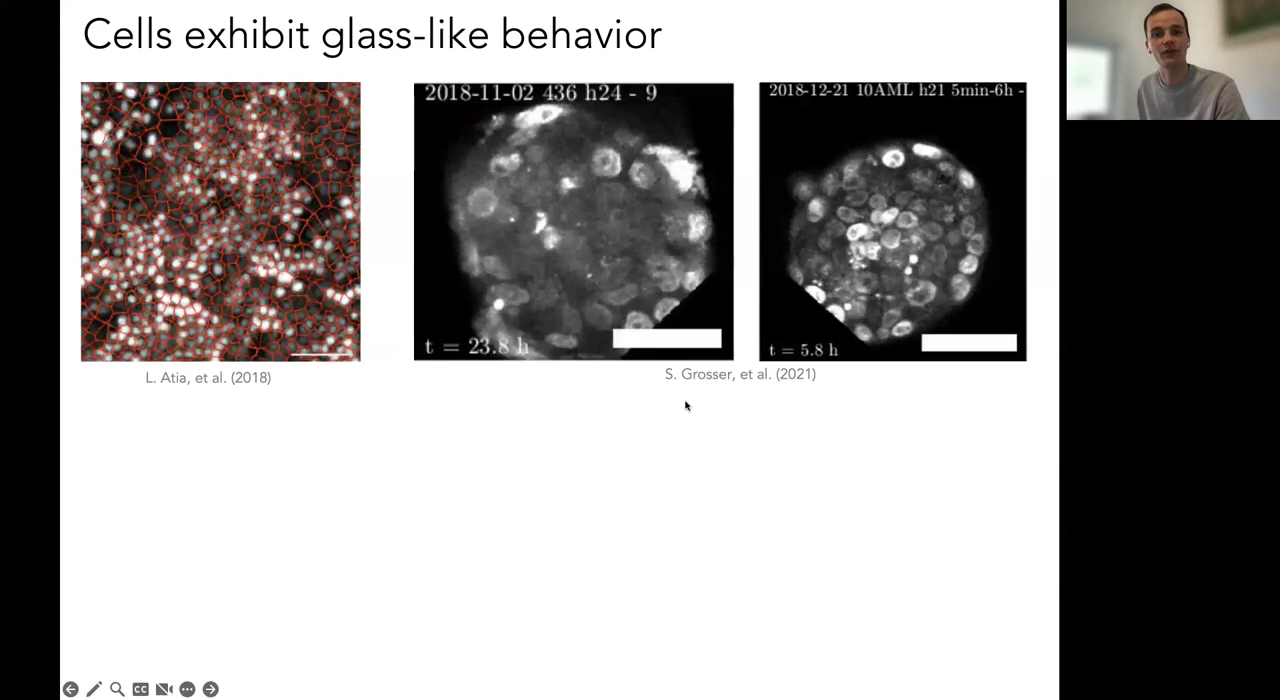 Cells exhibit glass-like behavior
2018-11-02 436 h24 - 9
t = 23.8 h
2018-12-21 10AML h21 5min-6h -
t = 5.8 h
L. Atia, et al. (2018)
S. Grosser, et al. (2021)
CC